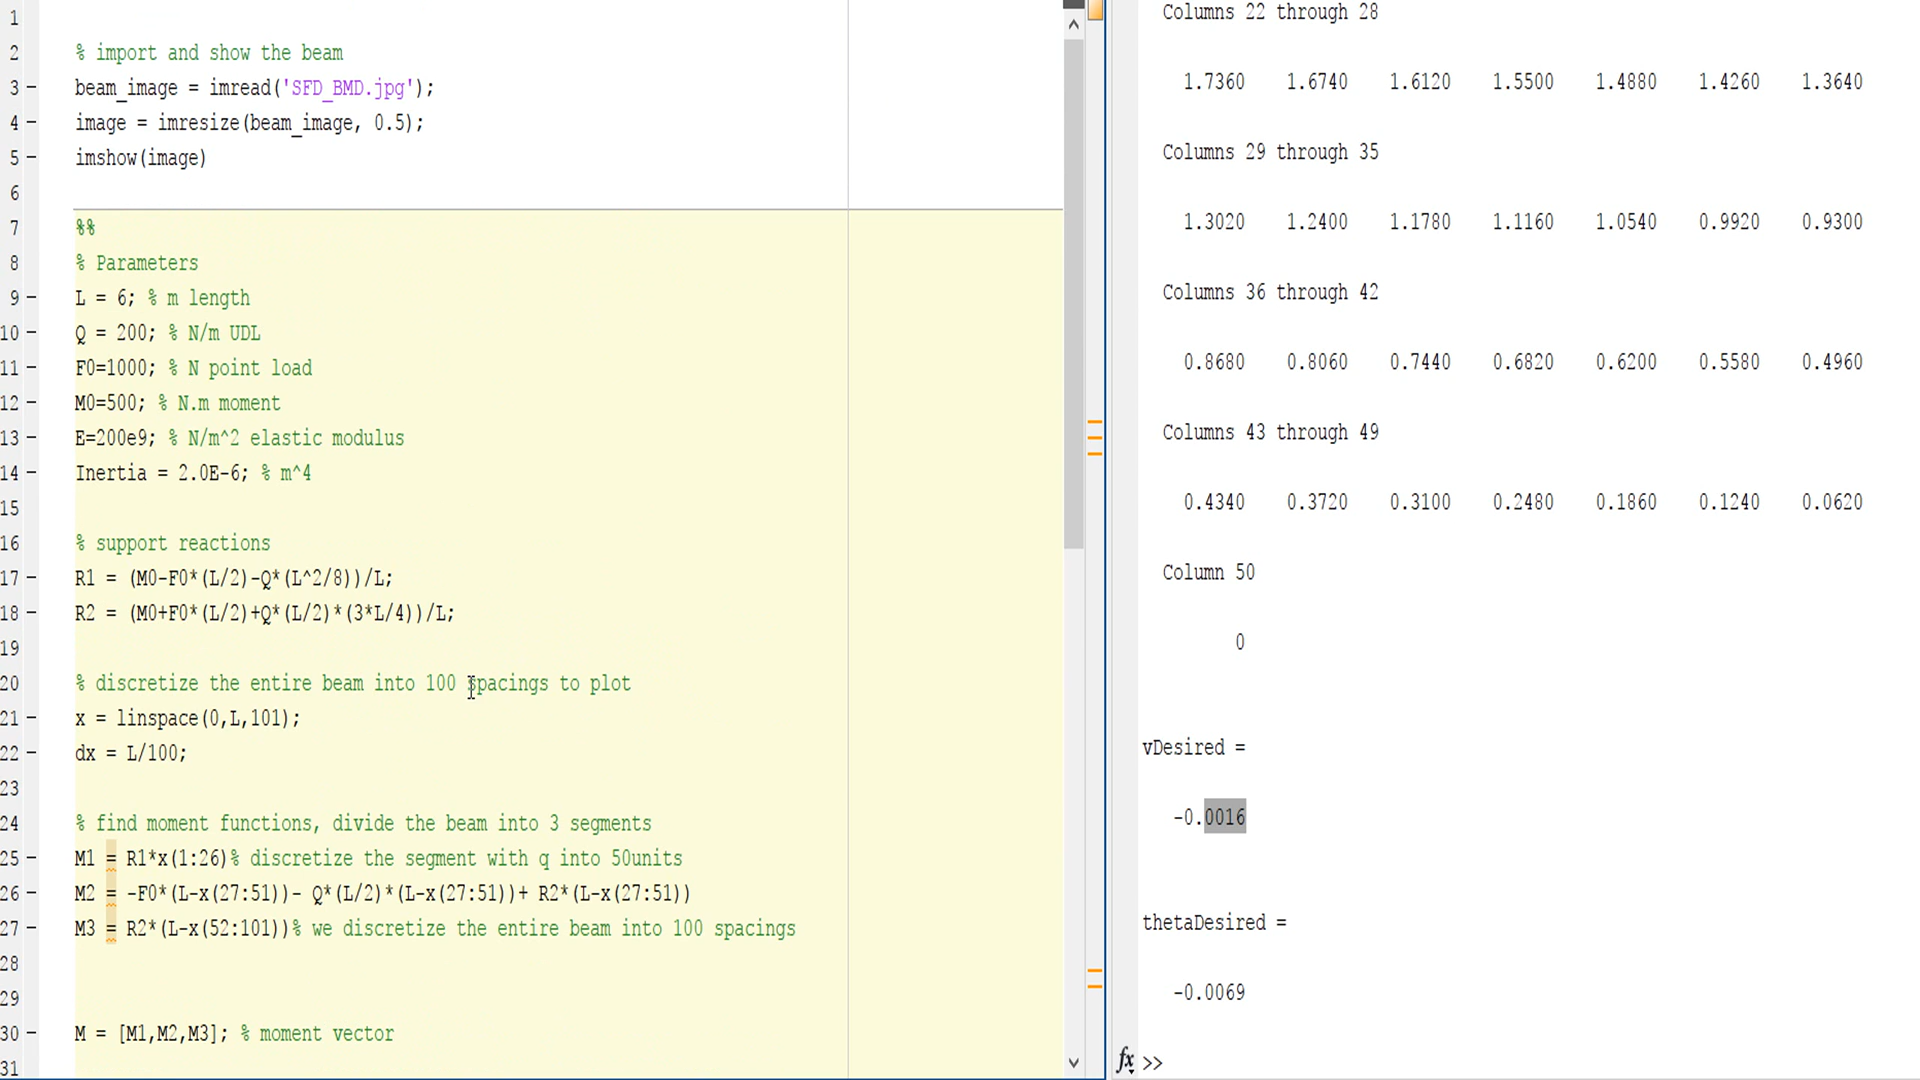 1
2 % import and show the beam
3 – beam_image = imread('SFD_BMD.jpg');
4 – image = imresize(beam_image, 0.5);
5 – imshow(image)
6
7 %%
8 % Parameters
9 – L = 6; % m length
10 – Q = 200; % N/m UDL
11 – F0=1000; % N point load
12 – M0=500; % N.m moment
13 – E=200e9; % N/m^2 elastic modulus
14 – Inertia = 2.0E-6; % m^4
15
16 % support reactions
17 – R1 = (M0-F0*(L/2)-Q*(L^2/8))/L;
18 – R2 = (M0+F0*(L/2)+Q*(L/2)*(3*L/4))/L;
19
20 % discretize the entire beam into 100 spacings to plot
21 – x = linspace(0,L,101);
22 – dx = L/100;
23
24 % find moment functions, divide the beam into 3 segments
25 – M1 = R1*x(1:26)% discretize the segment with q into 50units
26 – M2 = -F0*(L-x(27:51))- Q*(L/2)*(L-x(27:51))+ R2*(L-x(27:51))
27 – M3 = R2*(L-x(52:101))% we discretize the entire beam into 100 spacings
28
29
30 – M = [M1,M2,M3]; % moment vector
31
Columns 22 through 28
1.7360 1.6740 1.6120 1.5500 1.4880 1.4260 1.3640
Columns 29 through 35
1.3020 1.2400 1.1780 1.1160 1.0540 0.9920 0.9300
Columns 36 through 42
0.8680 0.8060 0.7440 0.6820 0.6200 0.5580 0.4960
Columns 43 through 49
0.4340 0.3720 0.3100 0.2480 0.1860 0.1240 0.0620
Column 50
0
vDesired =
-0.0016
thetaDesired =
-0.0069
fx >>